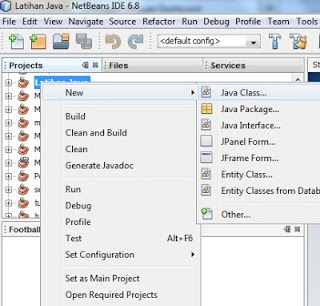 Latihan Java - NetBeans IDE 6.8
File Edit View Navigate Source Refactor Run Debug Profile Team Tools
<default config>
Projects Files Services
Latihan Java
New
Build
Clean and Build
Clean
Generate Javadoc
Run
Debug
Profile
Test Alt+F6
Set Configuration
Set as Main Project
Open Required Projects
Java Class...
Java Package...
Java Interface...
JPanel Form...
JFrame Form...
Entity Class...
Entity Classes from Datab
Other...
Football